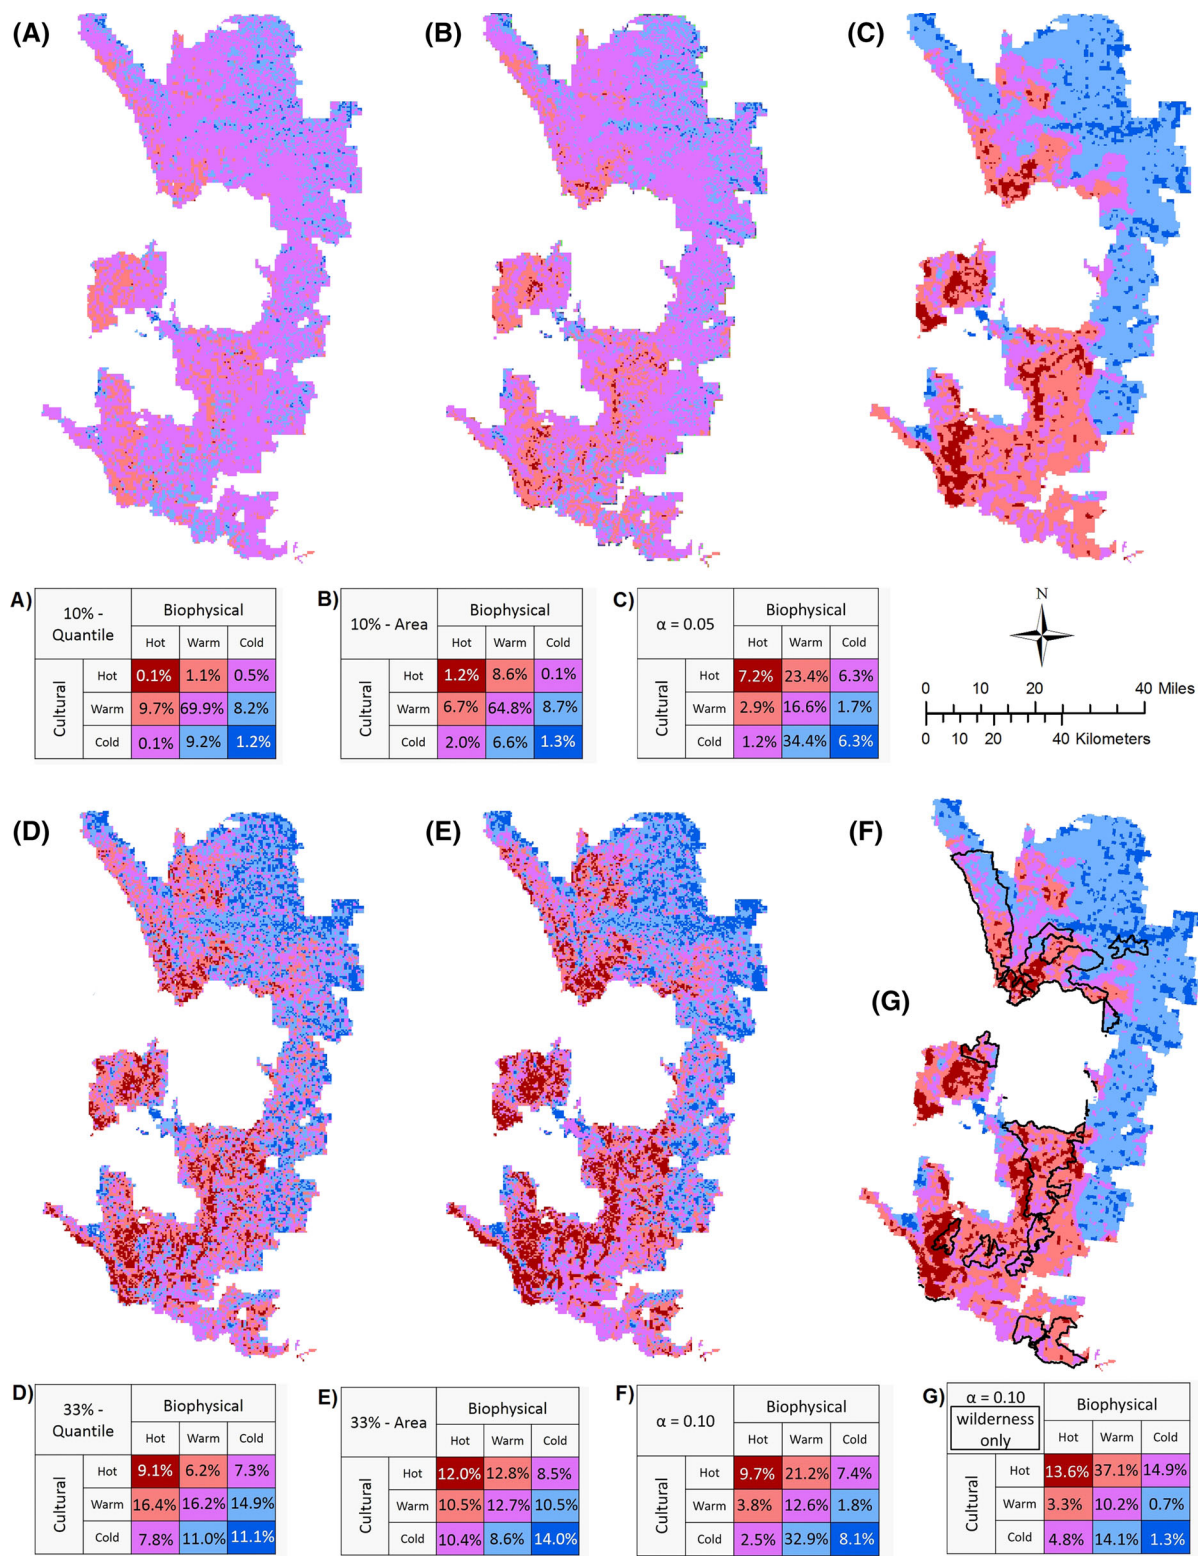 (A)
(B)
(C)
A)
10% -
Quantile
Biophysical
Hot Warm Cold
Cultural
Hot 0.1% 1.1% 0.5%
Warm 9.7% 69.9% 8.2%
Cold 0.1% 9.2% 1.2%
B)
10% - Area
Biophysical
Hot Warm Cold
Cultural
Hot 1.2% 8.6% 0.1%
Warm 6.7% 64.8% 8.7%
Cold 2.0% 6.6% 1.3%
C)
α = 0.05
Biophysical
Hot Warm Cold
Cultural
Hot 7.2% 23.4% 6.3%
Warm 2.9% 16.6% 1.7%
Cold 1.2% 34.4% 6.3%
N
0 10 20 40 Miles
0 10 20 40 Kilometers
(D)
(E)
(F)
(G)
D)
33% -
Quantile
Biophysical
Hot Warm Cold
Cultural
Hot 9.1% 6.2% 7.3%
Warm 16.4% 16.2% 14.9%
Cold 7.8% 11.0% 11.1%
E)
33% - Area
Biophysical
Hot Warm Cold
Cultural
Hot 12.0% 12.8% 8.5%
Warm 10.5% 12.7% 10.5%
Cold 10.4% 8.6% 14.0%
F)
α = 0.10
Biophysical
Hot Warm Cold
Cultural
Hot 9.7% 21.2% 7.4%
Warm 3.8% 12.6% 1.8%
Cold 2.5% 32.9% 8.1%
G)
α = 0.10
wilderness
only
Biophysical
Hot Warm Cold
Cultural
Hot 13.6% 37.1% 14.9%
Warm 3.3% 10.2% 0.7%
Cold 4.8% 14.1% 1.3%